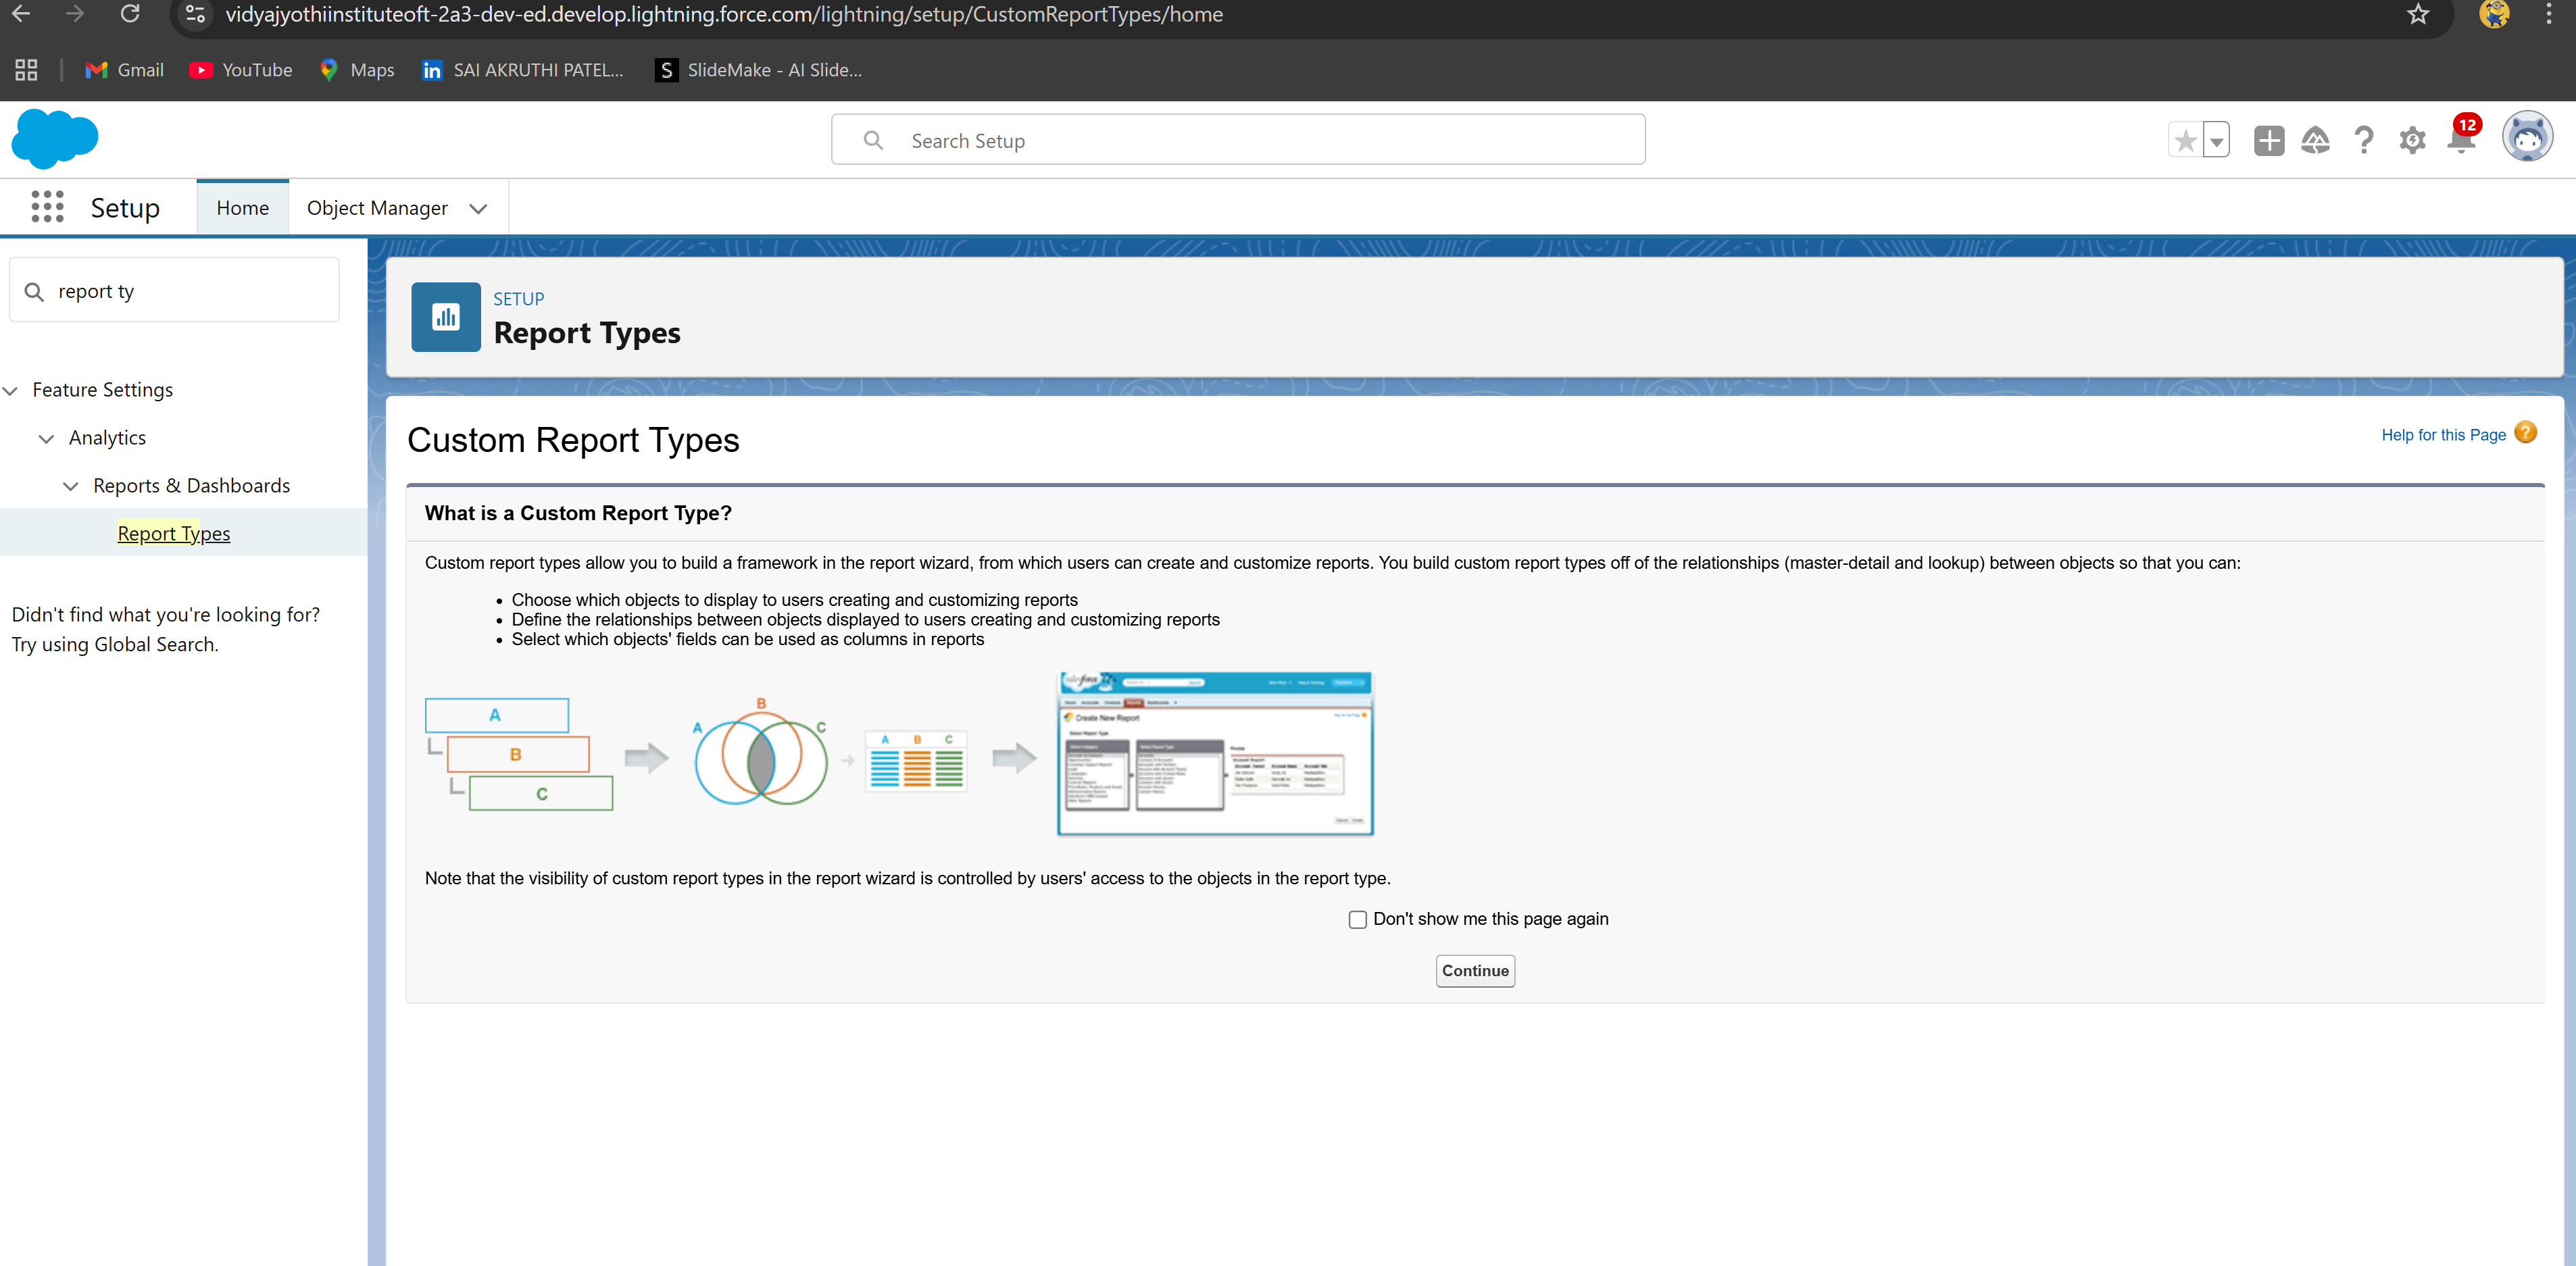 vidyajyothiinstituteoft-2a3-dev-ed.develop.lightning.force.com/lightning/setup/CustomReportTypes/home
Gmail
YouTube
Maps
SAI AKRUTHI PATEL...
S
SlideMake - AI Slide...
Search Setup
12
Setup
Home
Object Manager
report ty
Feature Settings
Analytics
Reports & Dashboards
Report Types
Didn't find what you're looking for?
Try using Global Search.
SETUP
Report Types
Custom Report Types
Help for this Page
What is a Custom Report Type?
Custom report types allow you to build a framework in the report wizard, from which users can create and customize reports. You build custom report types off of the relationships (master-detail and lookup) between objects so that you can:
Choose which objects to display to users creating and customizing reports
Define the relationships between objects displayed to users creating and customizing reports
Select which objects' fields can be used as columns in reports
A
B
C
A
B
C
A B C
Create New Report
Select Report Type
Note that the visibility of custom report types in the report wizard is controlled by users' access to the objects in the report type.
Don't show me this page again
Continue